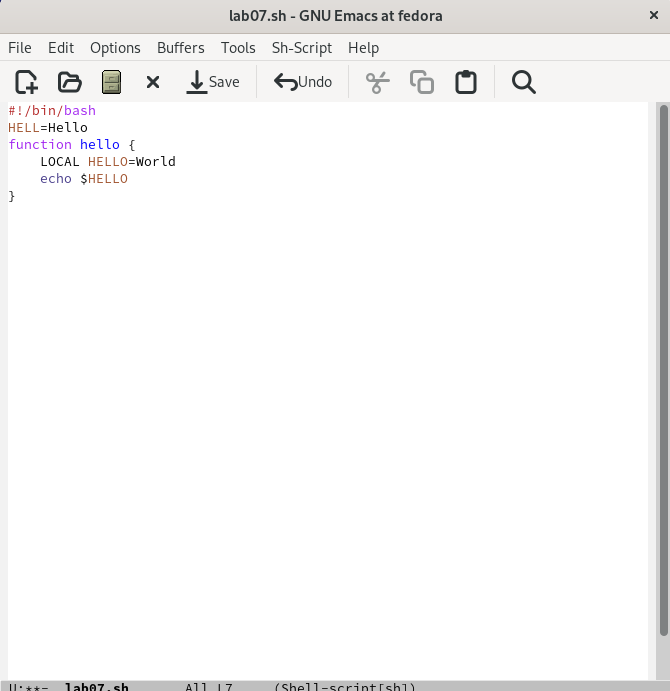 lab07.sh - GNU Emacs at fedora
File Edit Options Buffers Tools Sh-Script Help
Save Undo
#!/bin/bash
HELL=Hello
function hello {
    LOCAL HELLO=World
    echo $HELLO
}
U:**- lab07.sh All L7 (Shell-script[sh])